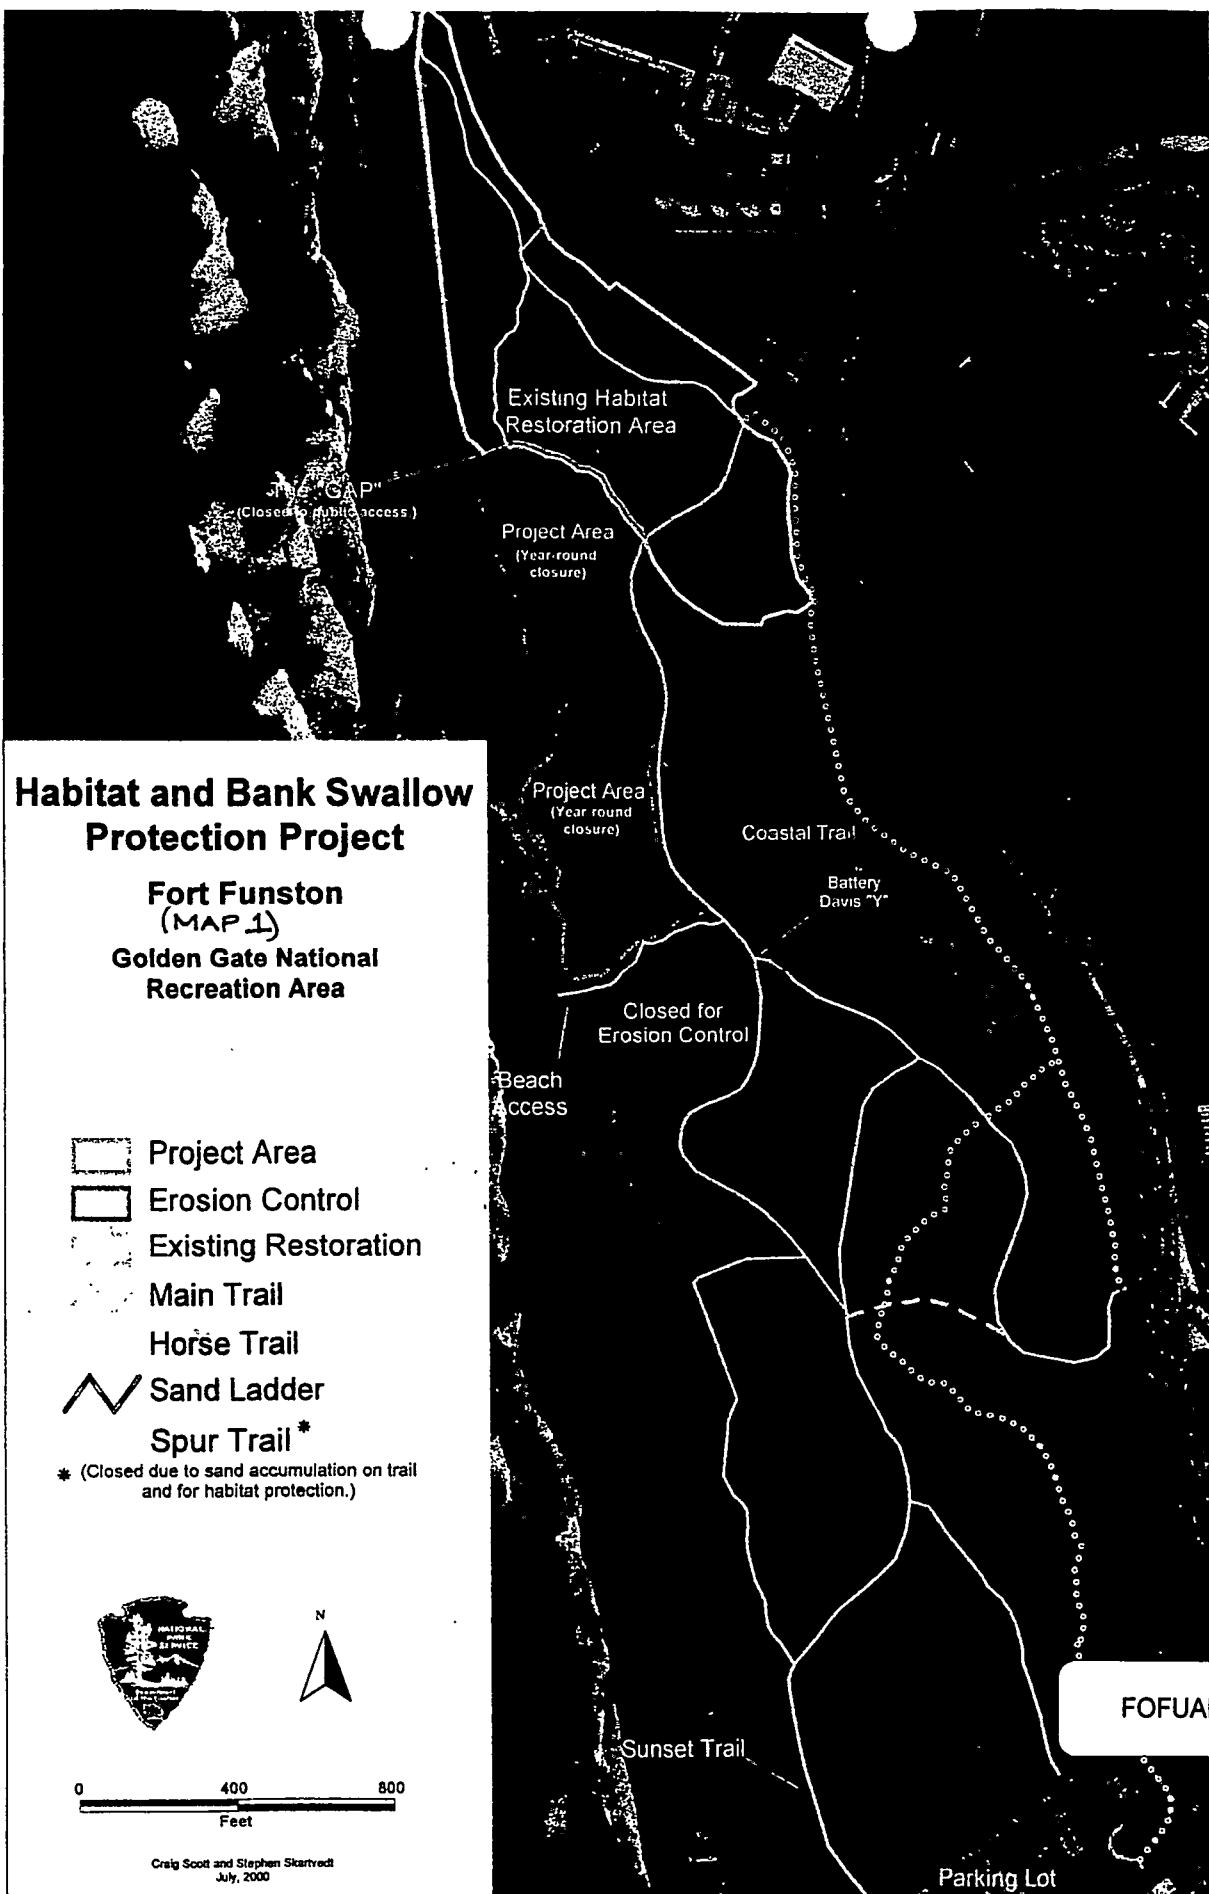 Existing Habitat
Restoration Area
The "GAP"
(Closed to public access.)
Project Area
(Year-round
closure)
Project Area
(Year round
closure)
Coastal Trail
Battery
Davis "Y"
Closed for
Erosion Control
Beach
Access
Sunset Trail
Parking Lot
FOFUA
Habitat and Bank Swallow
Protection Project
Fort Funston
(MAP 1)
Golden Gate National
Recreation Area
Project Area
Erosion Control
Existing Restoration
Main Trail
Horse Trail
Sand Ladder
Spur Trail *
* (Closed due to sand accumulation on trail
and for habitat protection.)
NATIONAL
PARK
SERVICE
N
0 400 800
Feet
Craig Scott and Stephen Skartvedt
July, 2000